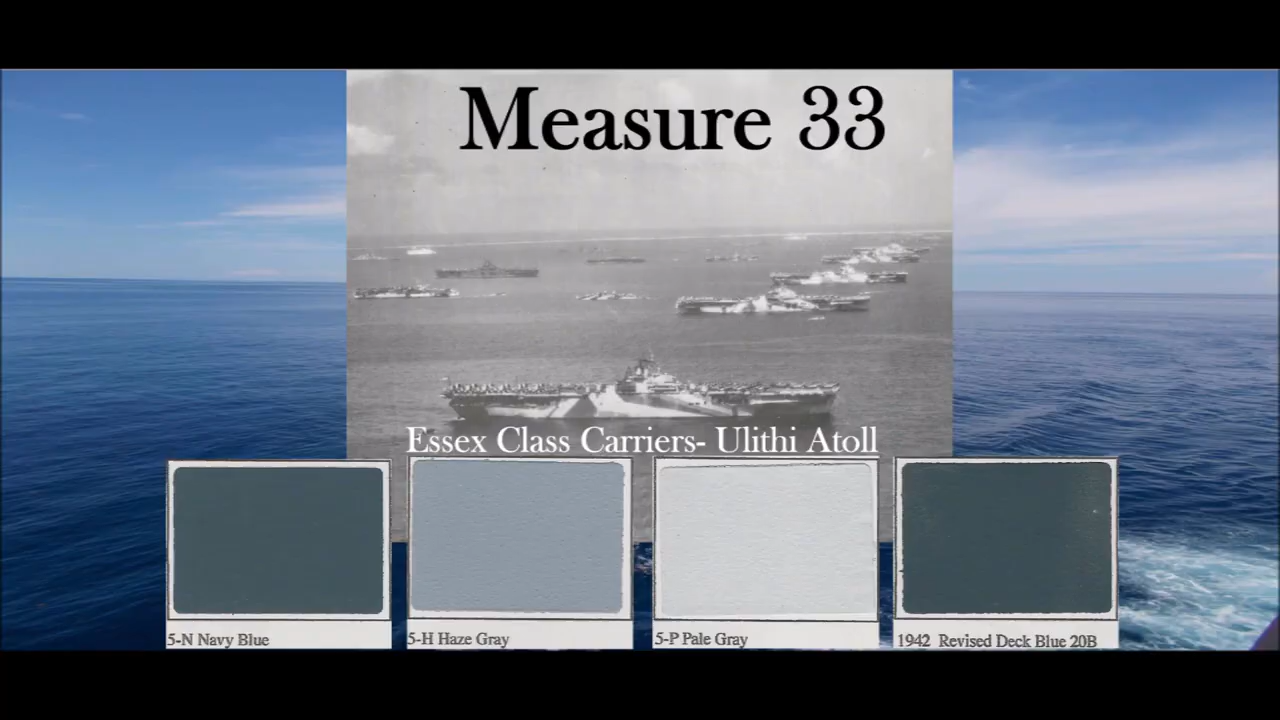 Measure 33
Essex Class Carriers- Ulithi Atoll
5-N Navy Blue
5-H Haze Gray
5-P Pale Gray
1942 Revised Deck Blue 20B